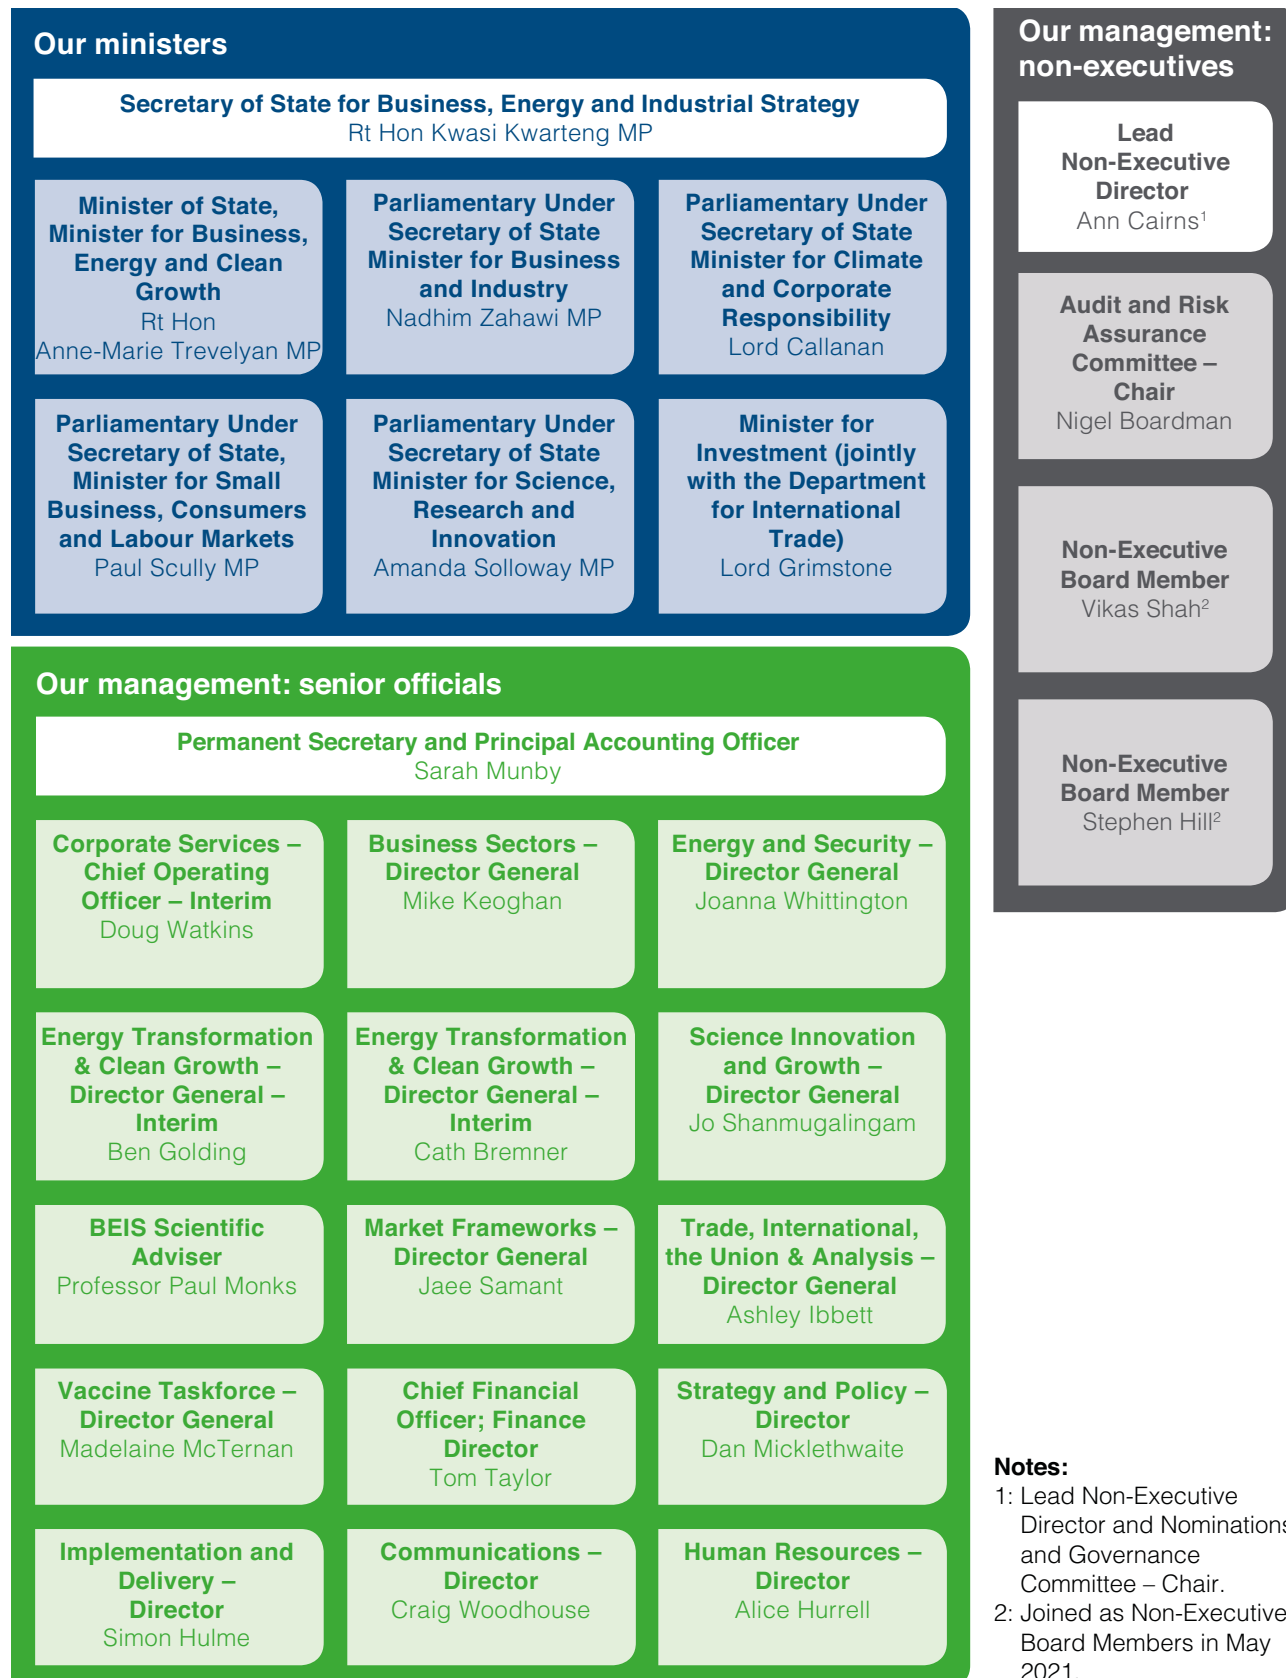 Our ministers
Secretary of State for Business, Energy and Industrial Strategy
Rt Hon Kwasi Kwarteng MP
Minister of State,
Minister for Business,
Energy and Clean
Growth
Rt Hon
Anne-Marie Trevelyan MP
Parliamentary Under
Secretary of State
Minister for Business
and Industry
Nadhim Zahawi MP
Parliamentary Under
Secretary of State
Minister for Climate
and Corporate
Responsibility
Lord Callanan
Parliamentary Under
Secretary of State,
Minister for Small
Business, Consumers
and Labour Markets
Paul Scully MP
Parliamentary Under
Secretary of State
Minister for Science,
Research and
Innovation
Amanda Solloway MP
Minister for
Investment (jointly
with the Department
for International
Trade)
Lord Grimstone
Our management: senior officials
Permanent Secretary and Principal Accounting Officer
Sarah Munby
Corporate Services –
Chief Operating
Officer – Interim
Doug Watkins
Business Sectors –
Director General
Mike Keoghan
Energy and Security –
Director General
Joanna Whittington
Energy Transformation
& Clean Growth –
Director General –
Interim
Ben Golding
Energy Transformation
& Clean Growth –
Director General –
Interim
Cath Bremner
Science Innovation
and Growth –
Director General
Jo Shanmugalingam
BEIS Scientific
Adviser
Professor Paul Monks
Market Frameworks –
Director General
Jaee Samant
Trade, International,
the Union & Analysis –
Director General
Ashley Ibbett
Vaccine Taskforce –
Director General
Madelaine McTernan
Chief Financial
Officer; Finance
Director
Tom Taylor
Strategy and Policy –
Director
Dan Micklethwaite
Implementation and
Delivery –
Director
Simon Hulme
Communications –
Director
Craig Woodhouse
Human Resources –
Director
Alice Hurrell
Our management:
non-executives
Lead
Non-Executive
Director
Ann Cairns¹
Audit and Risk
Assurance
Committee –
Chair
Nigel Boardman
Non-Executive
Board Member
Vikas Shah²
Non-Executive
Board Member
Stephen Hill²
Notes:
1: Lead Non-Executive
Director and Nominations
and Governance
Committee – Chair.
2: Joined as Non-Executive
Board Members in May
2021.